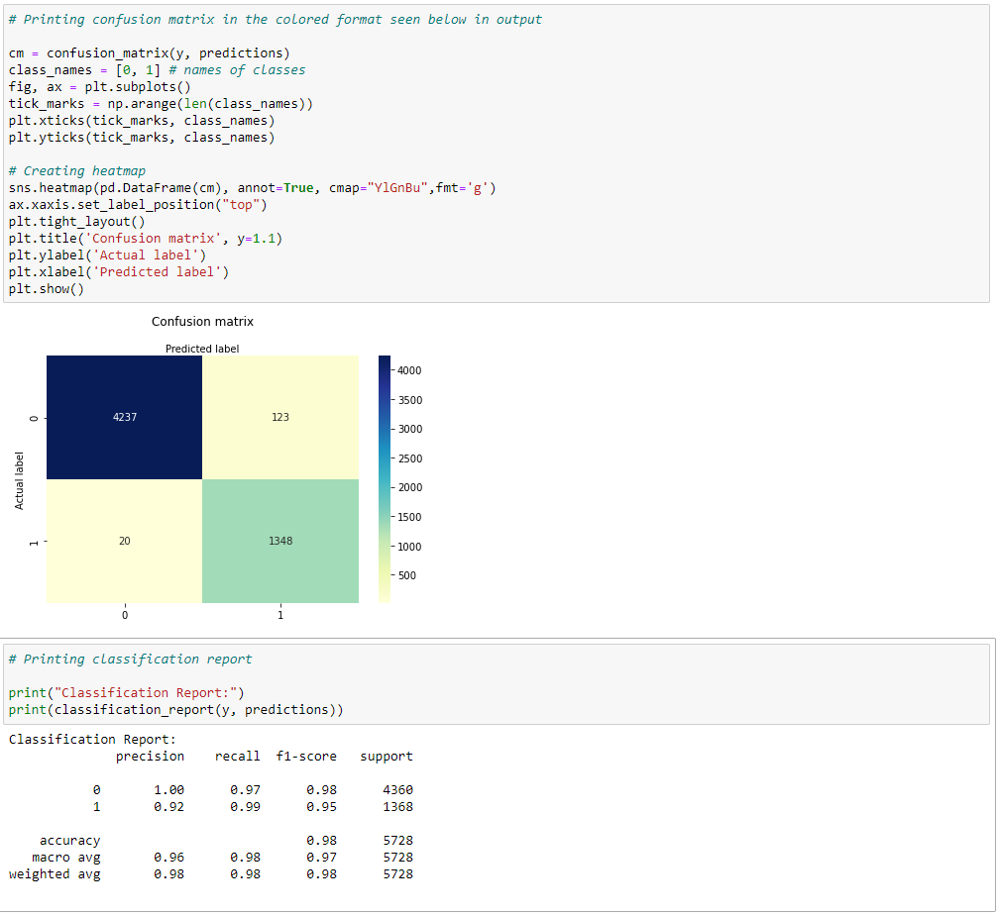 # Printing confusion matrix in the colored format seen below in output
cm = confusion_matrix(y, predictions)
class_names = [0, 1] # names of classes
fig, ax = plt.subplots()
tick_marks = np.arange(len(class_names))
plt.xticks(tick_marks, class_names)
plt.yticks(tick_marks, class_names)
# Creating heatmap
sns.heatmap(pd.DataFrame(cm), annot=True, cmap="YlGnBu",fmt='g')
ax.xaxis.set_label_position("top")
plt.tight_layout()
plt.title('Confusion matrix', y=1.1)
plt.ylabel('Actual label')
plt.xlabel('Predicted label')
plt.show()
Confusion matrix
Predicted label
Actual label
0
4237
123
1
20
1348
0
1
4000
3500
3000
2500
2000
1500
1000
500
# Printing classification report
print("Classification Report:")
print(classification_report(y, predictions))
Classification Report:
precision recall f1-score support
0 1.00 0.97 0.98 4360
1 0.92 0.99 0.95 1368
accuracy 0.98 5728
macro avg 0.96 0.98 0.97 5728
weighted avg 0.98 0.98 0.98 5728